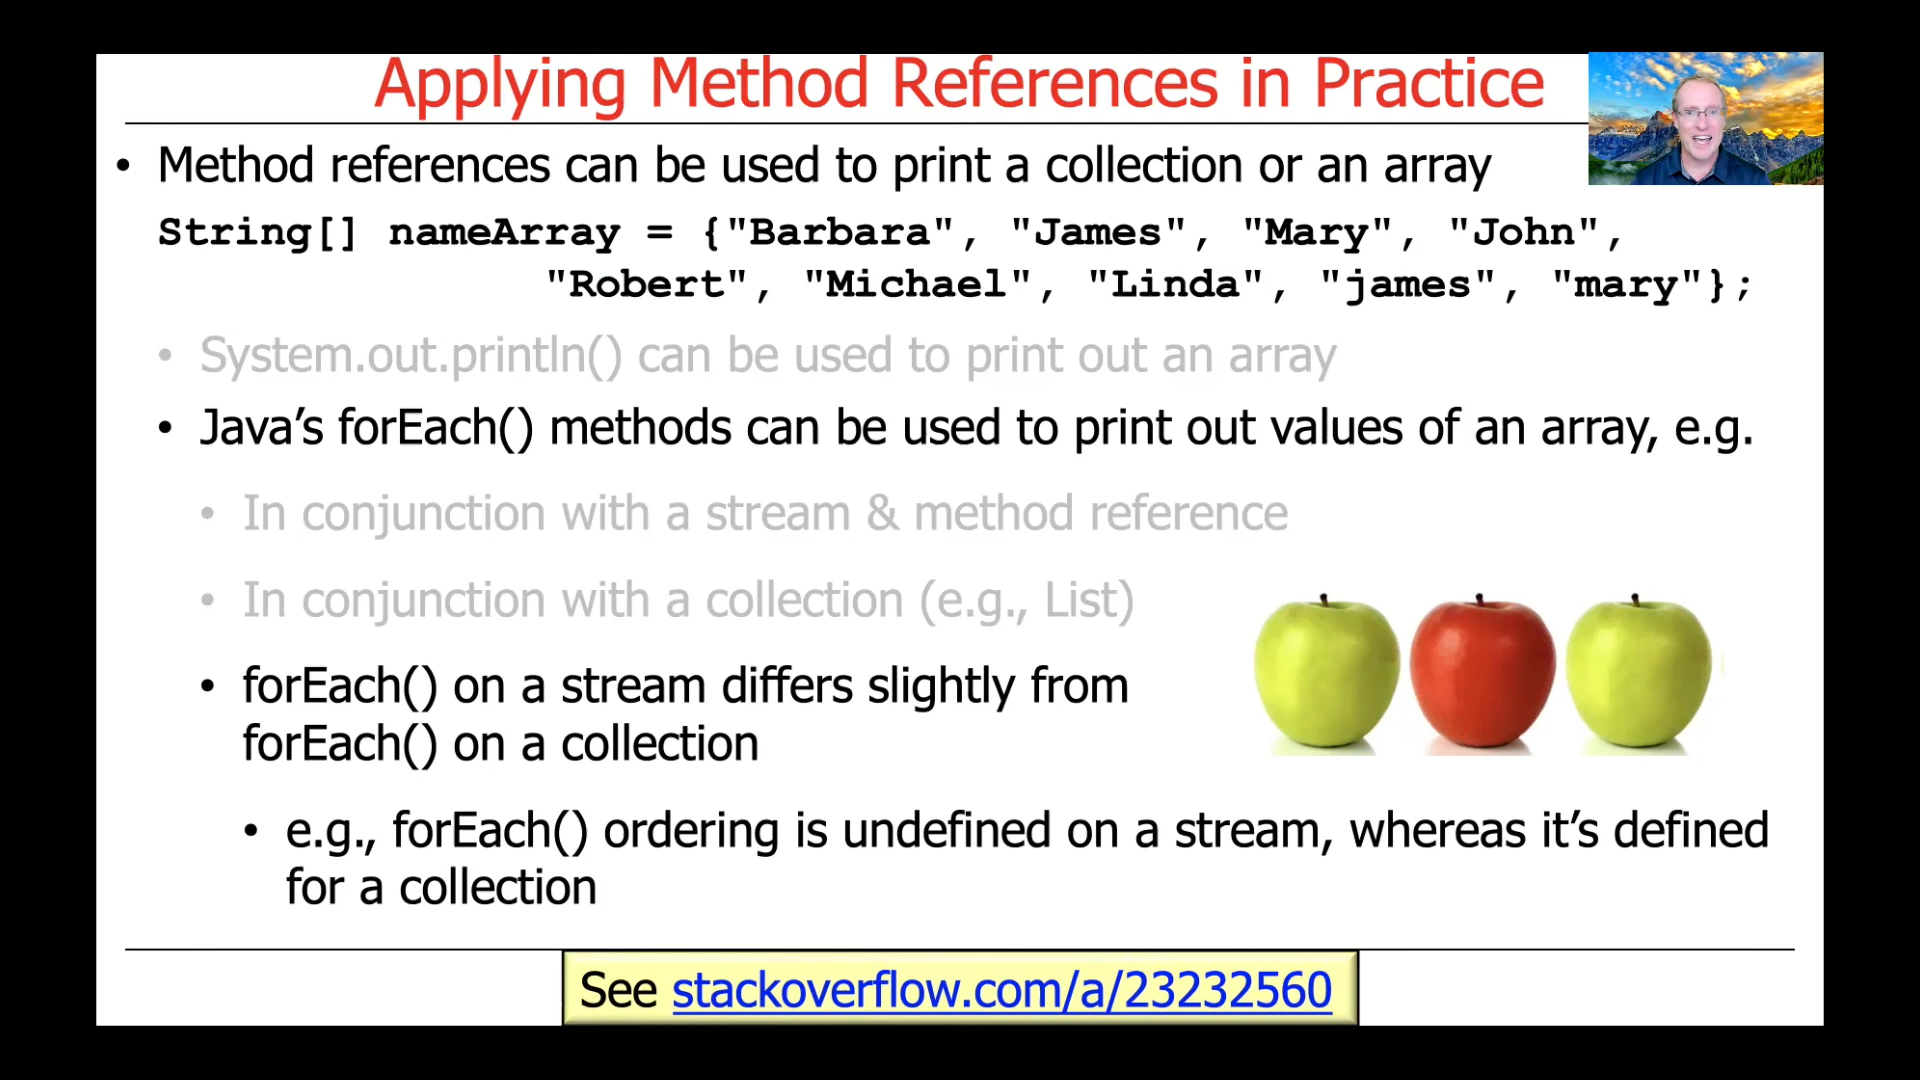 Applying Method References in Practice
• Method references can be used to print a collection or an array
String[] nameArray = {"Barbara", "James", "Mary", "John",
"Robert", "Michael", "Linda", "james", "mary"};
• System.out.println() can be used to print out an array
• Java’s forEach() methods can be used to print out values of an array, e.g.
• In conjunction with a stream & method reference
• In conjunction with a collection (e.g., List)
• forEach() on a stream differs slightly from
forEach() on a collection
• e.g., forEach() ordering is undefined on a stream, whereas it’s defined
for a collection
See stackoverflow.com/a/23232560